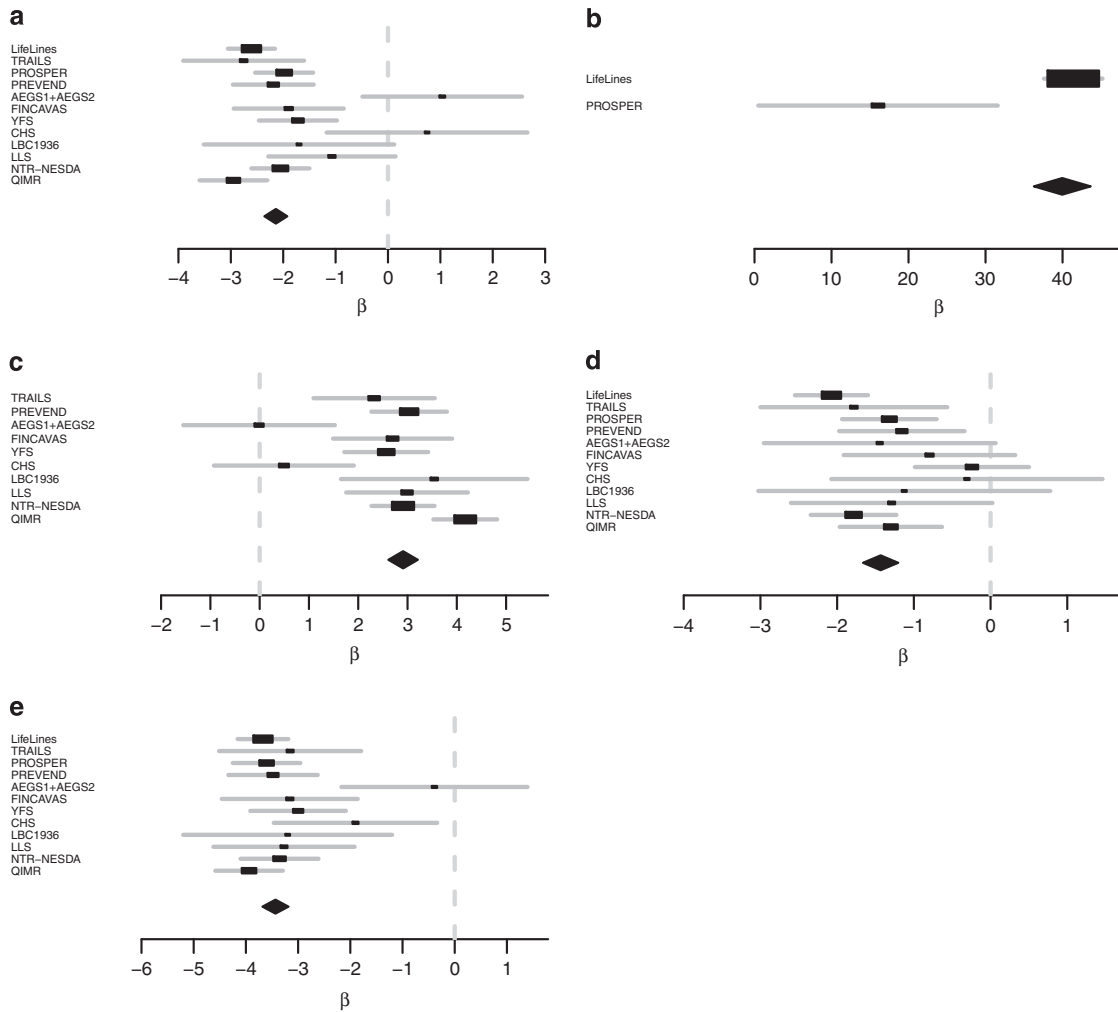 a
LifeLines
TRAILS
PROSPER
PREVEND
AEGS1+AEGS2
FINCAVAS
YFS
CHS
LBC1936
LLS
NTR−NESDA
QIMR
−4 −3 −2 −1 0 1 2 3
β
b
LifeLines
PROSPER
0 10 20 30 40
β
c
TRAILS
PREVEND
AEGS1+AEGS2
FINCAVAS
YFS
CHS
LBC1936
LLS
NTR−NESDA
QIMR
−2 −1 0 1 2 3 4 5
β
d
LifeLines
TRAILS
PROSPER
PREVEND
AEGS1+AEGS2
FINCAVAS
YFS
CHS
LBC1936
LLS
NTR−NESDA
QIMR
−4 −3 −2 −1 0 1
β
e
LifeLines
TRAILS
PROSPER
PREVEND
AEGS1+AEGS2
FINCAVAS
YFS
CHS
LBC1936
LLS
NTR−NESDA
QIMR
−6 −5 −4 −3 −2 −1 0 1
β